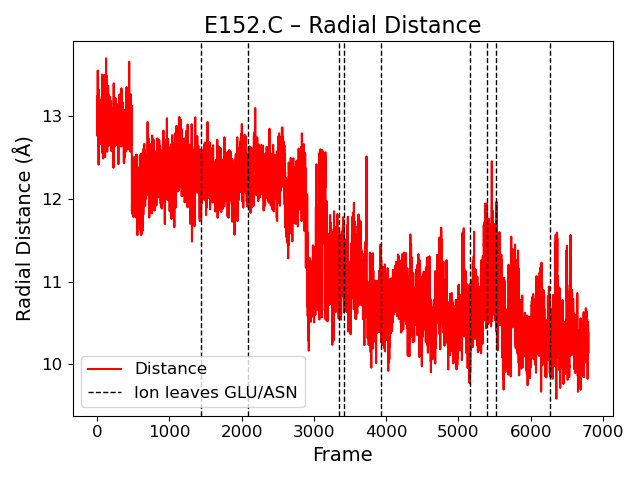 E152.C – Radial Distance
Radial Distance (Å)
13
12
11
10
Distance
Ion leaves GLU/ASN
0 1000 2000 3000 4000 5000 6000 7000
Frame